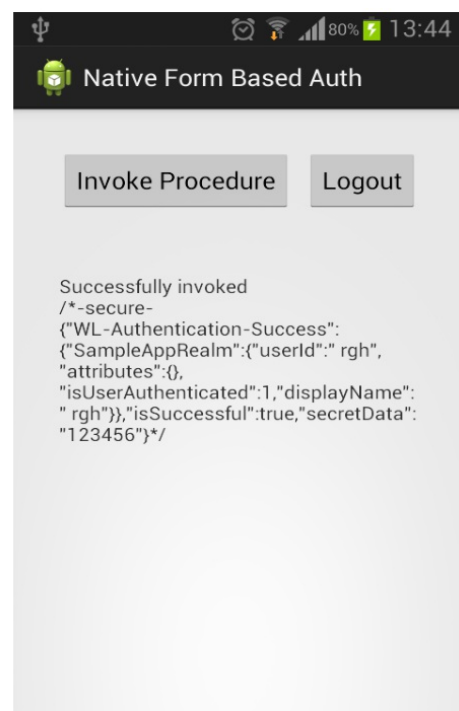 80% 13:44
Native Form Based Auth
Invoke Procedure Logout
Successfully invoked
/*-secure-
{"WL-Authentication-Success":
{"SampleAppRealm":{"userId":" rgh",
"attributes":{},
"isUserAuthenticated":1,"displayName":
" rgh"}},"isSuccessful":true,"secretData":
"123456"}*/